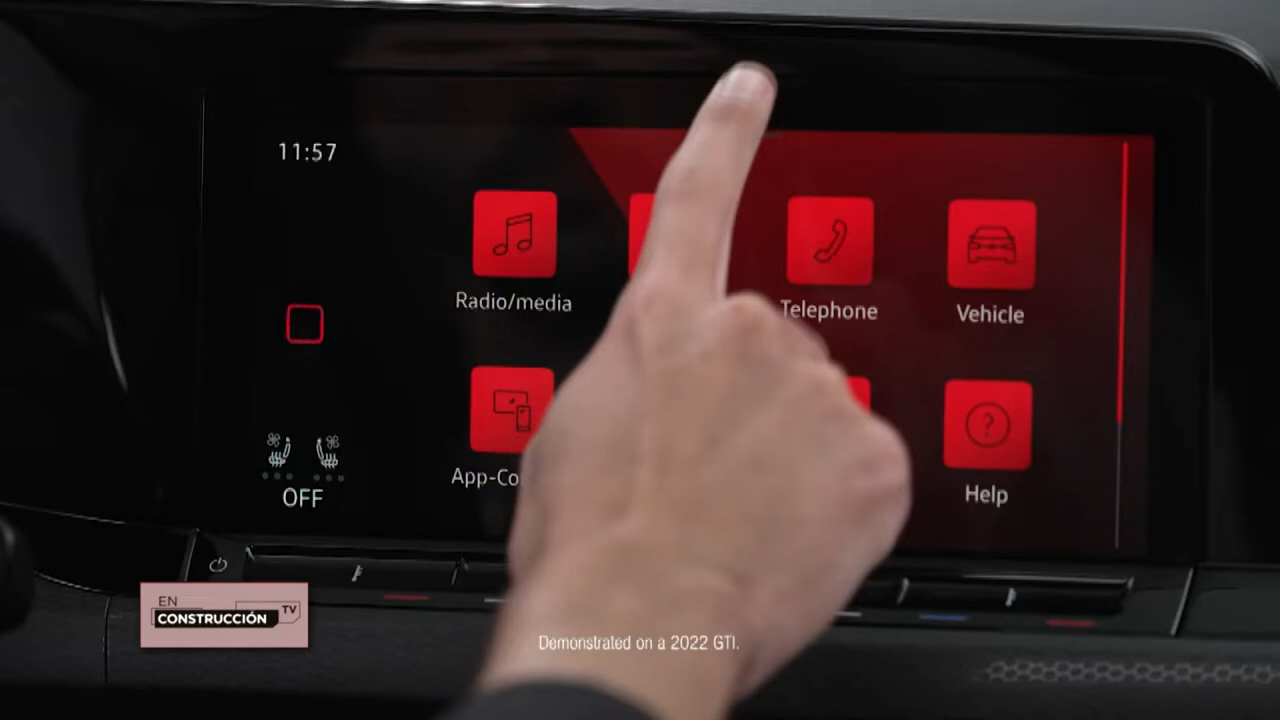 11:57
Radio/media
Telephone
Vehicle
App-Co
Help
OFF
EN
CONSTRUCCIÓN TV
Demonstrated on a 2022 GTI.